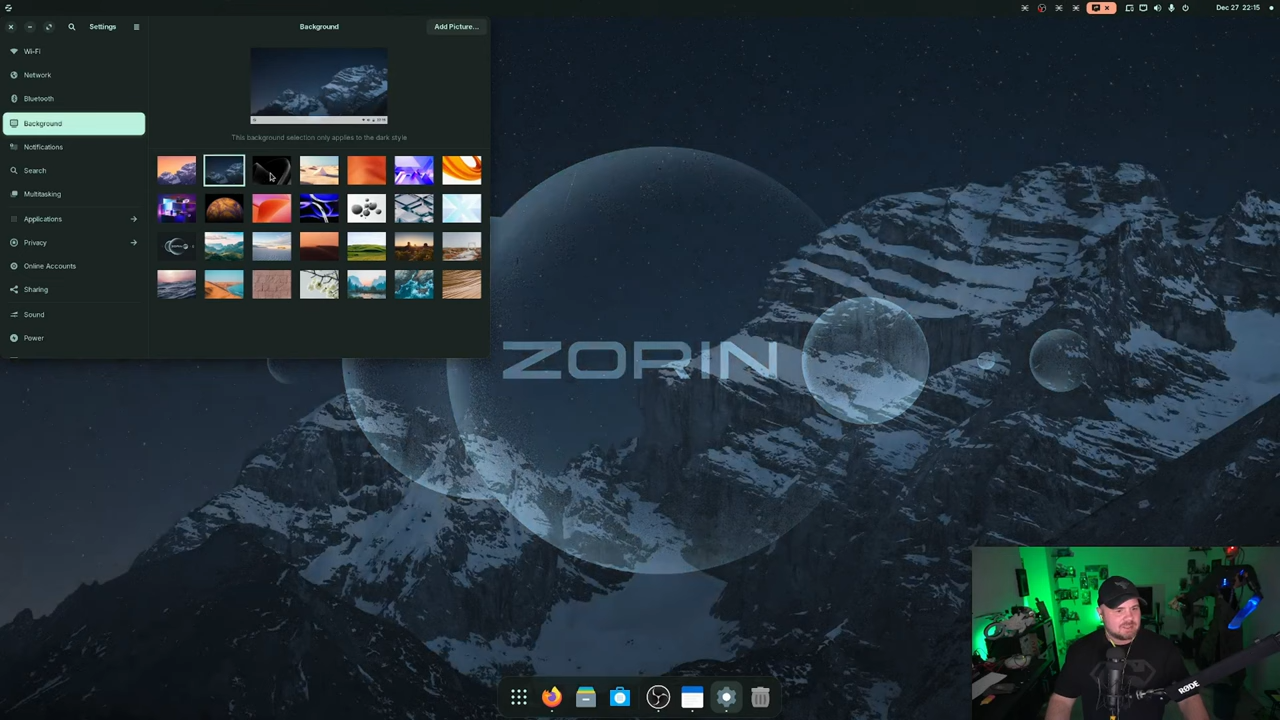 Settings
Background
Add Picture...
Dec 27 22:15
Wi-Fi
Network
Bluetooth
Background
Notifications
Search
Multitasking
Applications
Privacy
Online Accounts
Sharing
Sound
Power
This background selection only applies to the dark style
ZORIN
RØDE